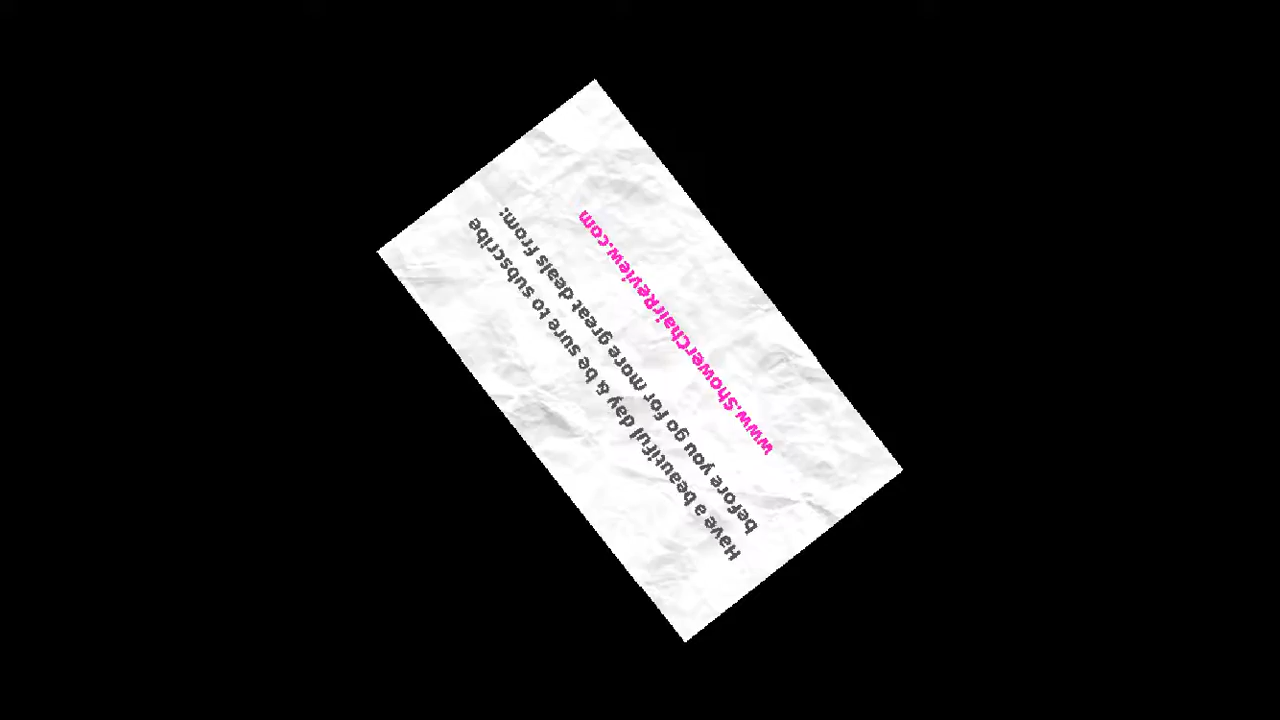 Have a beautiful day & be sure to subscribe
before you go for more great deals from:
www.ShowerChairReview.com